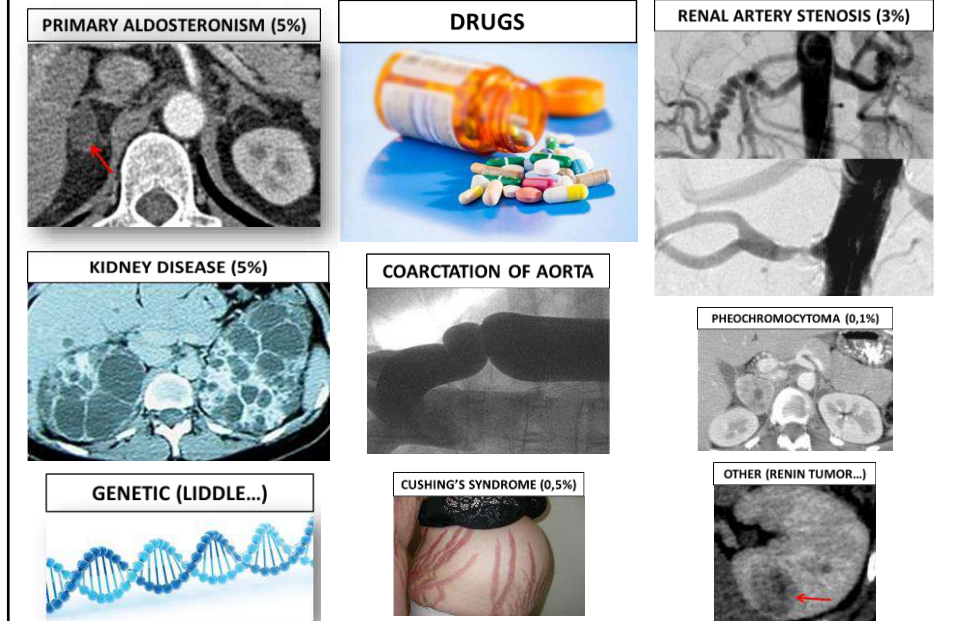 PRIMARY ALDOSTERONISM (5%)
DRUGS
RENAL ARTERY STENOSIS (3%)
KIDNEY DISEASE (5%)
COARCTATION OF AORTA
PHEOCHROMOCYTOMA (0,1%)
GENETIC (LIDDLE…)
CUSHING’S SYNDROME (0,5%)
OTHER (RENIN TUMOR…)